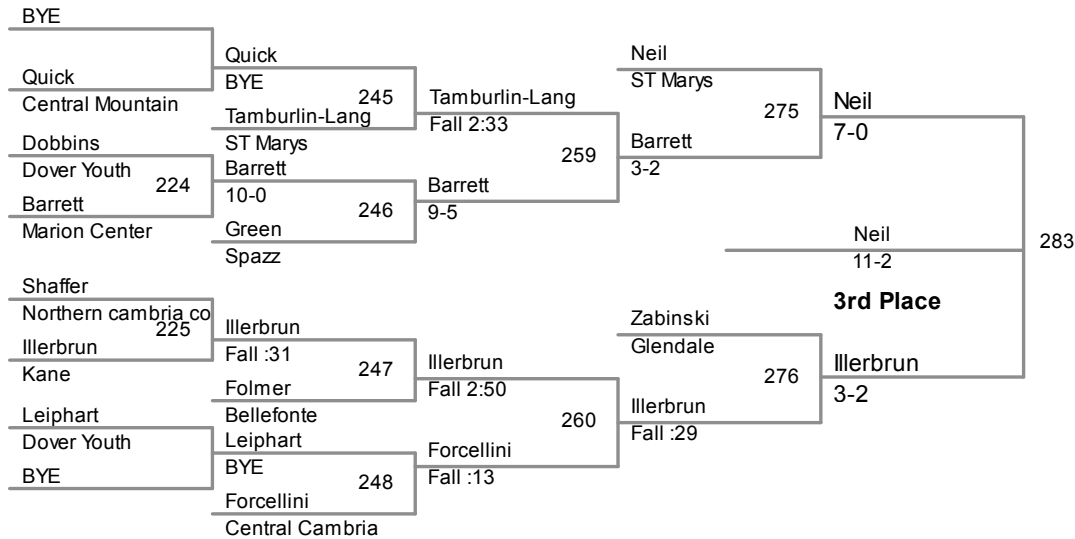 BYE
Quick
Central Mountain
Dobbins
Dover Youth
224
Barrett
Marion Center
Shaffer
Northern cambria co
225
Illerbrun
Kane
Leiphart
Dover Youth
BYE
Quick
BYE
245
Tamburlin-Lang
ST Marys
Barrett
10-0
246
Green
Spazz
Illerbrun
Fall :31
247
Folmer
Bellefonte
Leiphart
BYE
248
Forcellini
Central Cambria
Tamburlin-Lang
Fall 2:33
259
Barrett
9-5
Illerbrun
Fall 2:50
260
Forcellini
Fall :13
Neil
ST Marys
275
Barrett
3-2
Zabinski
Glendale
276
Illerbrun
Fall :29
Neil
7-0
Neil
11-2
283
3rd Place
Illerbrun
3-2